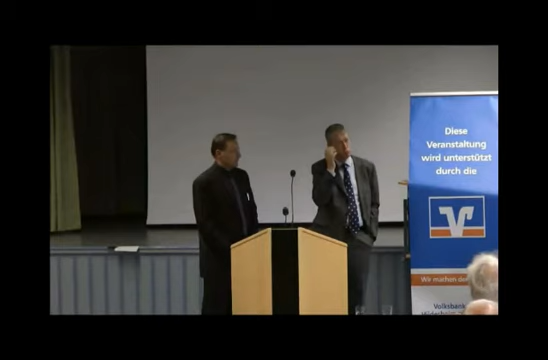 Diese
Veranstaltung
wird unterstützt
durch die
Wir machen den
Volksbank